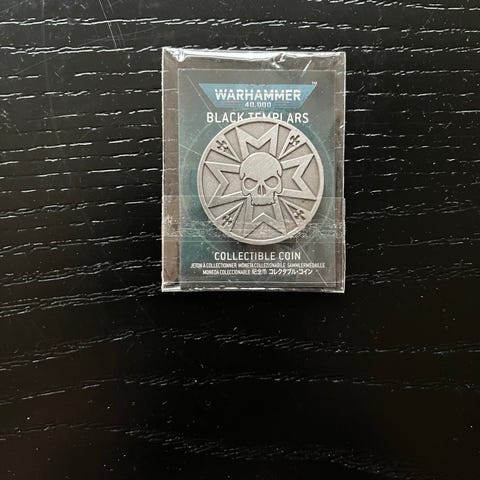 WARHAMMER™
40,000
BLACK TEMPLARS
COLLECTIBLE COIN
JETON À COLLECTIONNER MONETA COLLEZIONABILE SAMMLERMEDAILLE
MONEDA COLECCIONABLE 纪念币 コレクタブル・コイン